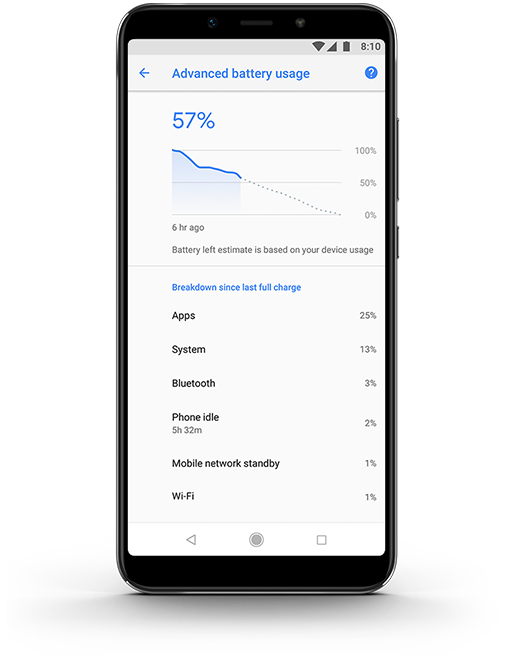 8:10
Advanced battery usage
?
57%
100%
50%
0%
6 hr ago
Battery left estimate is based on your device usage
Breakdown since last full charge
Apps 25%
System 13%
Bluetooth 3%
Phone idle 2%
5h 32m
Mobile network standby 1%
Wi-Fi 1%